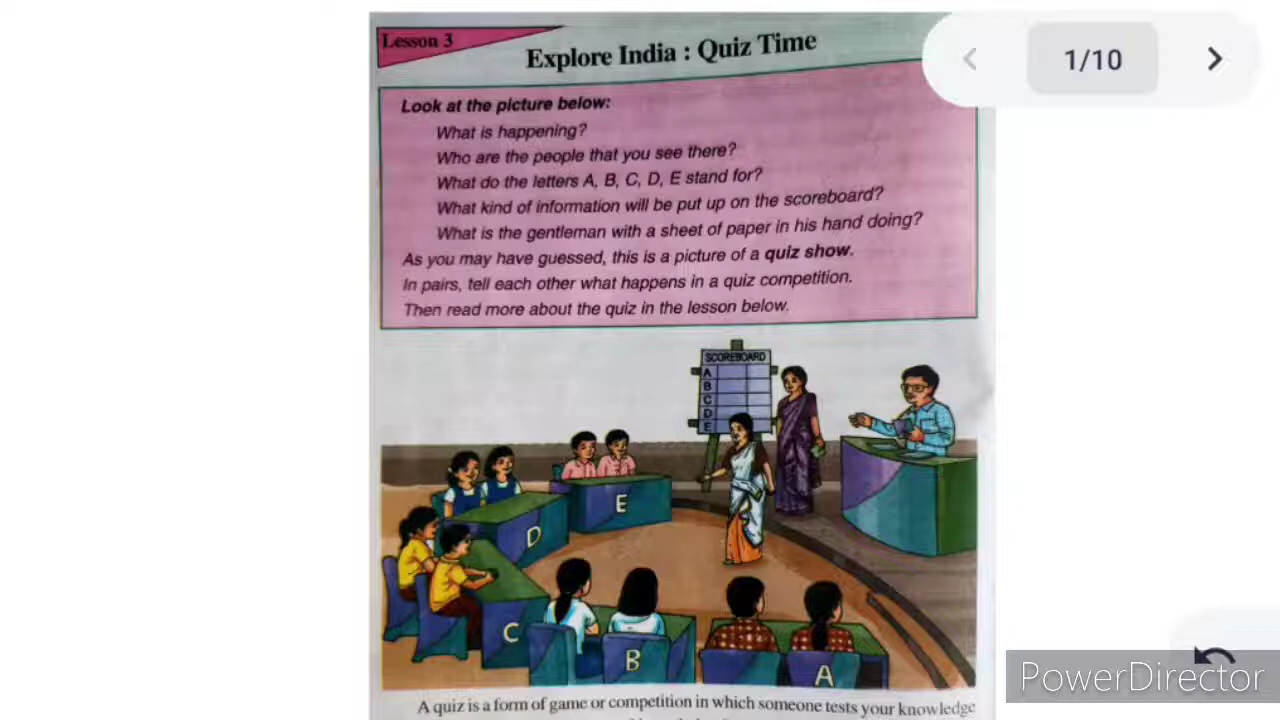 Lesson 3
Explore India : Quiz Time
1/10
Look at the picture below:
What is happening?
Who are the people that you see there?
What do the letters A, B, C, D, E stand for?
What kind of information will be put up on the scoreboard?
What is the gentleman with a sheet of paper in his hand doing?
As you may have guessed, this is a picture of a quiz show.
In pairs, tell each other what happens in a quiz competition.
Then read more about the quiz in the lesson below.
SCOREBOARD
A
B
C
D
E
E
D
C
B
A
PowerDirector
A quiz is a form of game or competition in which someone tests your knowledge